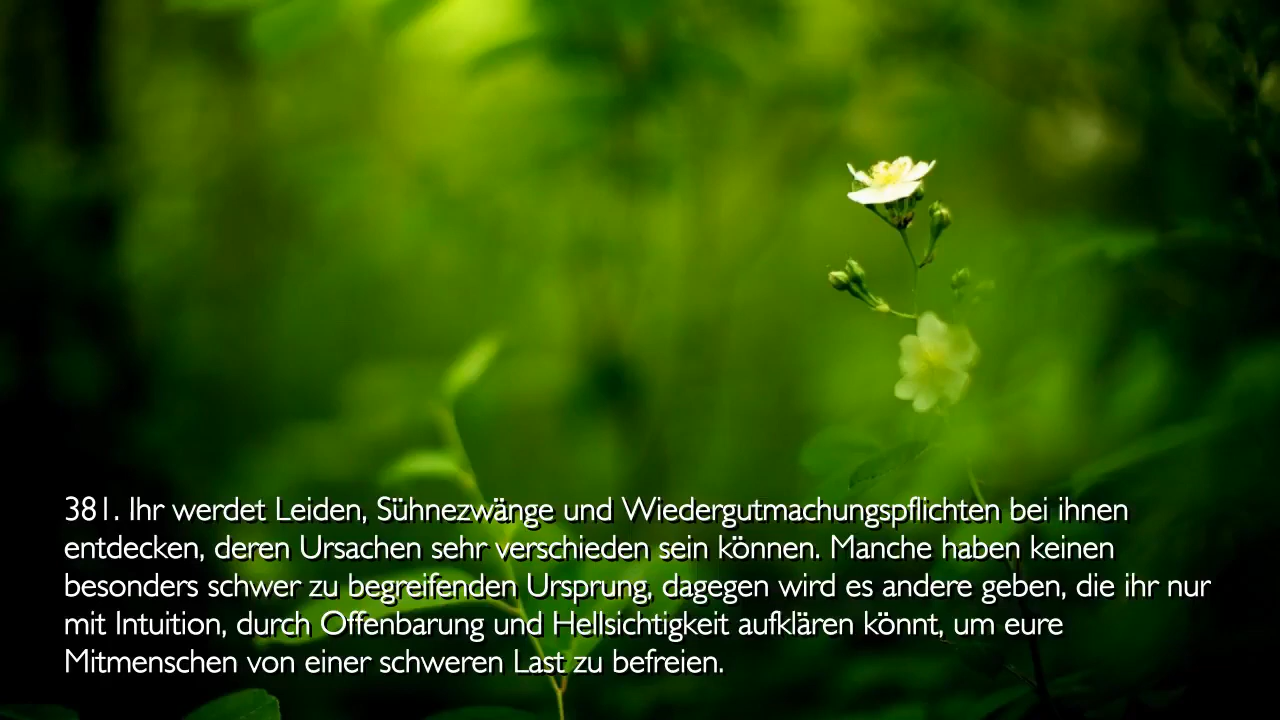 381. Ihr werdet Leiden, Sühnezwänge und Wiedergutmachungspflichten bei ihnen
entdecken, deren Ursachen sehr verschieden sein können. Manche haben keinen
besonders schwer zu begreifenden Ursprung, dagegen wird es andere geben, die ihr nur
mit Intuition, durch Offenbarung und Hellsichtigkeit aufklären könnt, um eure
Mitmenschen von einer schweren Last zu befreien.